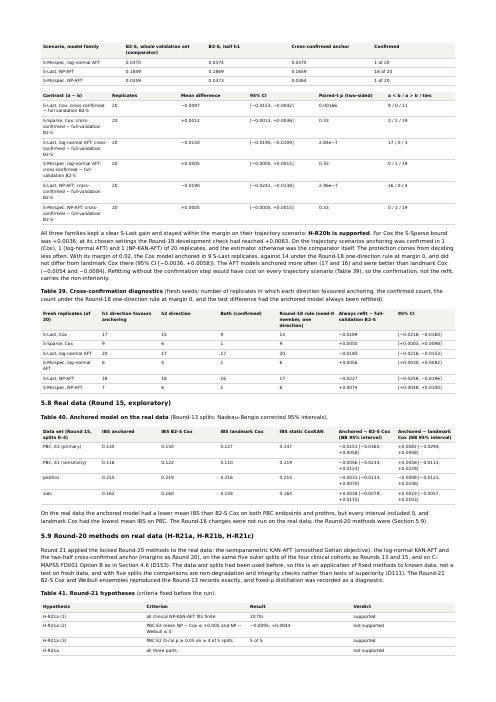 Scenario, model family | B2-S, whole validation set (comparator) | B2-S, half h1 | Cross-confirmed anchor | Confirmed
S-Misspec, log-normal AFT | 0.0370 | 0.0374 | 0.0375 | 1 of 20
S-Last, NP-AFT | 0.1849 | 0.1869 | 0.1659 | 16 of 20
S-Misspec, NP-AFT | 0.0359 | 0.0373 | 0.0364 | 1 of 20
Contrast (a − b) | Replicates | Mean difference | 95% CI | Paired-t p (two-sided) | a < b / a > b / ties
S-Last, Cox: cross-confirmed − full-validation B2-S | 20 | −0.0097 | [−0.0153, −0.0042] | 0.00166 | 9 / 0 / 11
S-Sparse, Cox: cross-confirmed − full-validation B2-S | 20 | +0.0012 | [−0.0013, +0.0036] | 0.33 | 0 / 1 / 19
S-Last, log-normal AFT: cross-confirmed − full-validation B2-S | 20 | −0.0150 | [−0.0190, −0.0109] | 2.84e−7 | 17 / 0 / 3
S-Misspec, log-normal AFT: cross-confirmed − full-validation B2-S | 20 | +0.0005 | [−0.0005, +0.0015] | 0.33 | 0 / 1 / 19
S-Last, NP-AFT: cross-confirmed − full-validation B2-S | 20 | −0.0190 | [−0.0241, −0.0138] | 2.96e−7 | 16 / 0 / 4
S-Misspec, NP-AFT: cross-confirmed − full-validation B2-S | 20 | +0.0005 | [−0.0005, +0.0015] | 0.33 | 0 / 1 / 19
All three families kept a clear S-Last gain and stayed within the margin on their trajectory scenario: H-R20b is supported. For Cox the S-Sparse bound
was +0.0036; at its chosen settings the Round-19 development check had reached +0.0063. On the trajectory scenarios anchoring was confirmed in 1
(Cox), 1 (log-normal AFT) and 1 (NP-KAN-AFT) of 20 replicates, and the estimator otherwise was the comparator itself. The protection comes from deciding
less often. With its margin of 0.02, the Cox model anchored in 9 S-Last replicates, against 14 under the Round-18 one-direction rule at margin 0, and did
not differ from landmark Cox there (95% CI [−0.0036, +0.0058]). The AFT models anchored more often (17 and 16) and were better than landmark Cox
(−0.0054 and −0.0084). Refitting without the confirmation step would have cost on every trajectory scenario (Table 39), so the confirmation, not the refit,
carries the non-inferiority.
Table 39. Cross-confirmation diagnostics (fresh seeds; number of replicates in which each direction favoured anchoring, the confirmed count, the
count under the Round-18 one-direction rule at margin 0, and the test difference had the anchored model always been refitted).
Fresh replicates (of 20) | h1 direction favours anchoring | h2 direction | Both (confirmed) | Round-18 rule (seed-0 member, one direction) | Always refit − full-validation B2-S | 95% CI
S-Last, Cox | 17 | 15 | 9 | 14 | −0.0189 | [−0.0218, −0.0160]
S-Sparse, Cox | 9 | 6 | 1 | 9 | +0.0050 | [+0.0003, +0.0098]
S-Last, log-normal AFT | 20 | 17 | 17 | 20 | −0.0185 | [−0.0216, −0.0153]
S-Misspec, log-normal AFT | 6 | 4 | 1 | 6 | +0.0056 | [+0.0030, +0.0082]
S-Last, NP-AFT | 18 | 18 | 16 | 17 | −0.0227 | [−0.0258, −0.0196]
S-Misspec, NP-AFT | 7 | 6 | 1 | 6 | +0.0074 | [+0.0048, +0.0100]
5.8 Real data (Round 15, exploratory)
Table 40. Anchored model on the real data (Round-13 splits; Nadeau-Bengio corrected 95% intervals).
Data set (Round 15, splits 0–4) | IBS anchored | IBS B2-S Cox | IBS landmark Cox | IBS static CoxKAN | Anchored − B2-S Cox (NB 95% interval) | Anchored − landmark Cox (NB 95% interval)
PBC, E2 (primary) | 0.135 | 0.150 | 0.127 | 0.147 | −0.0151 [−0.0360, +0.0058] | +0.0082 [−0.0294, +0.0458]
PBC, E1 (sensitivity) | 0.116 | 0.122 | 0.110 | 0.119 | −0.0056 [−0.0234, +0.0123] | +0.0058 [−0.0113, +0.0229]
prothro | 0.215 | 0.219 | 0.216 | 0.215 | −0.0031 [−0.0133, +0.0070] | −0.0008 [−0.0121, +0.0106]
aids | 0.162 | 0.160 | 0.159 | 0.164 | +0.0018 [−0.0079, +0.0115] | +0.0023 [−0.0057, +0.0103]
On the real data the anchored model had a lower mean IBS than B2-S Cox on both PBC endpoints and prothro, but every interval included 0, and
landmark Cox had the lowest mean IBS on PBC. The Round-16 changes were not run on the real data; the Round-20 methods were (Section 5.9).
5.9 Round-20 methods on real data (H-R21a, H-R21b, H-R21c)
Round 21 applied the locked Round-20 methods to the real data: the semiparametric KAN-AFT (smoothed Gehan objective), the log-normal KAN-AFT
and the two-half cross-confirmed anchor (margins as Round 20), on the same five outer splits of the four clinical cohorts as Rounds 13 and 15, and on C-
MAPSS FD001 Option B as in Section 4.6 (D153). The data and splits had been used before, so this is an application of fixed methods to known data, not a
test on fresh data, and with five splits the comparisons are non-degradation and integrity checks rather than tests of superiority (D111). The Round-21
B2-S Cox and Weibull ensembles reproduced the Round-13 records exactly, and fixed-μ distillation was recorded as a diagnostic.
Table 41. Round-21 hypotheses (criteria fixed before the run).
Hypothesis | Criterion | Result | Verdict
H-R21a (1) | all clinical NP-KAN-AFT fits finite | 20 fits | supported
H-R21a (2) | PBC E2 mean NP − Cox ≤ +0.005 and NP − Weibull ≤ 0 | −0.0095; +0.0044 | not supported
H-R21a (3) | PBC E2 D-cal p ≥ 0.05 on ≥ 4 of 5 splits | 5 of 5 | supported
H-R21a | all three parts | | not supported